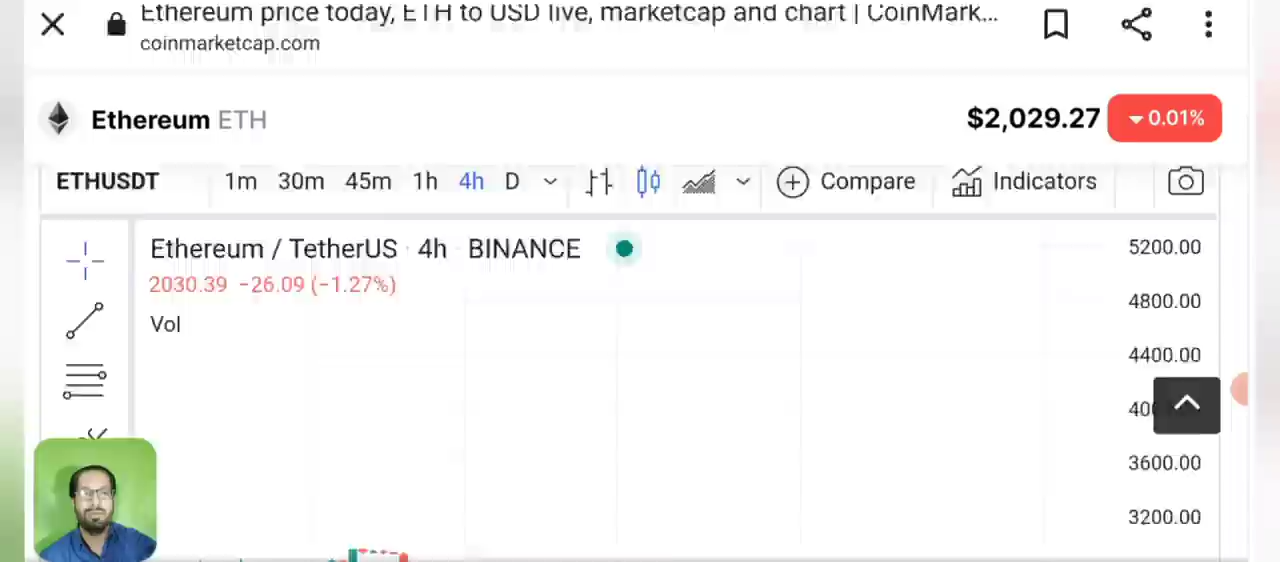 Ethereum price today, ETH to USD live, marketcap and chart | CoinMark...
coinmarketcap.com
Ethereum ETH
$2,029.27 0.01%
ETHUSDT 1m 30m 45m 1h 4h D Compare Indicators
Ethereum / TetherUS · 4h · BINANCE
2030.39 −26.09 (−1.27%)
Vol
5200.00
4800.00
4400.00
3600.00
3200.00